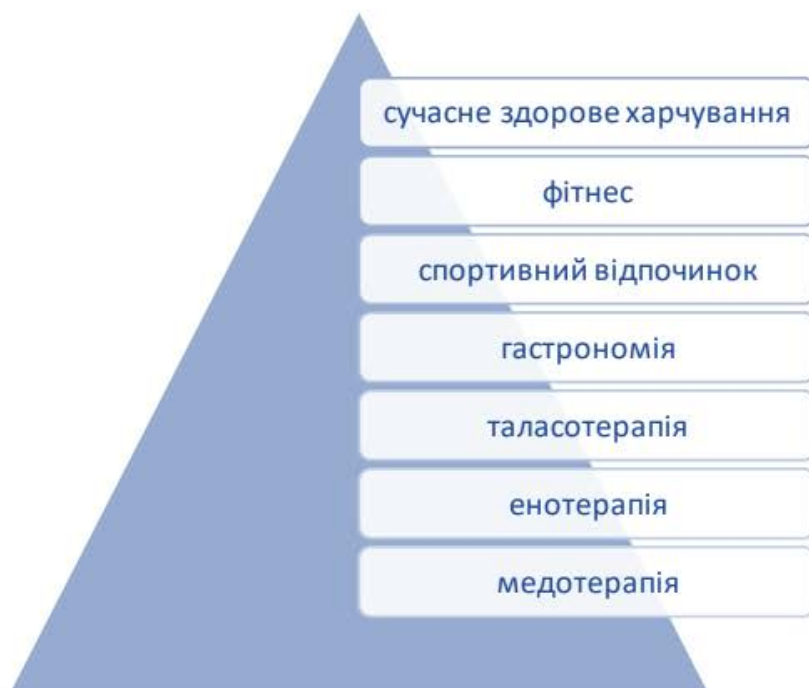 сучасне здорове харчування
фітнес
спортивний відпочинок
гастрономія
таласотерапія
енотерапія
медотерапія